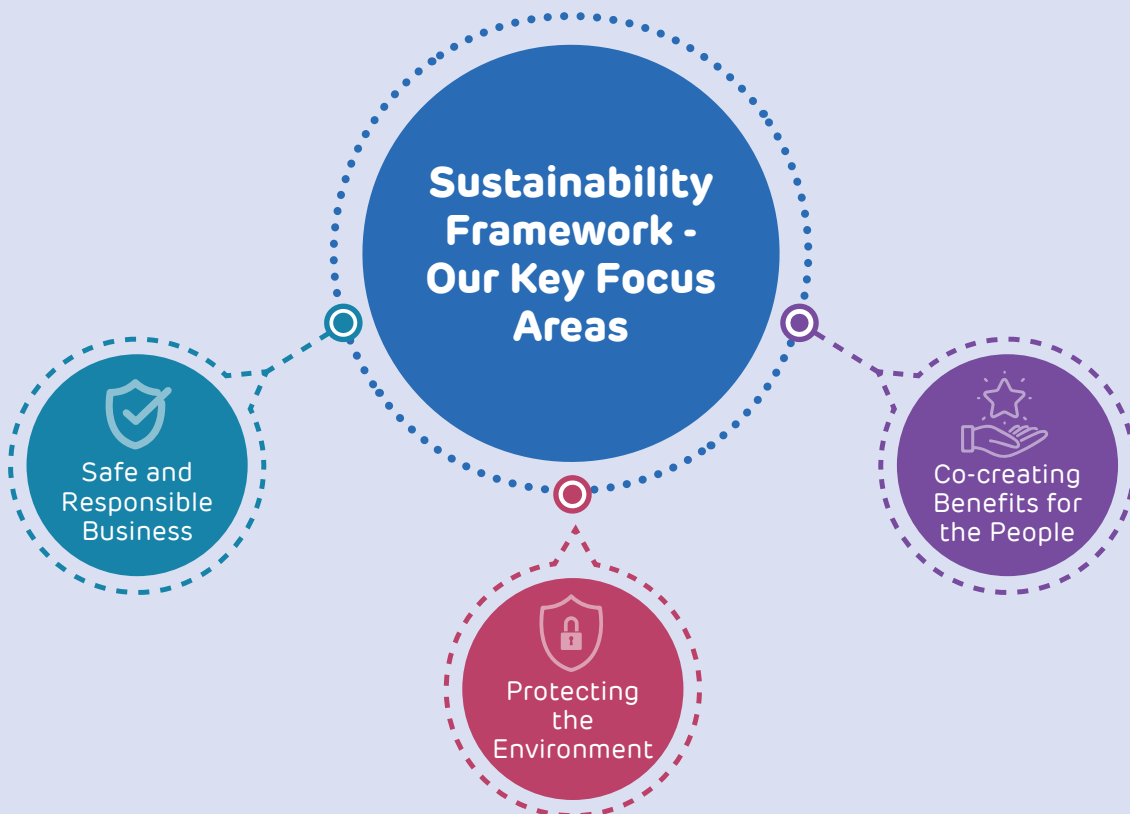 Sustainability
Framework -
Our Key Focus
Areas
Safe and
Responsible
Business
Protecting
the
Environment
Co-creating
Benefits for
the People